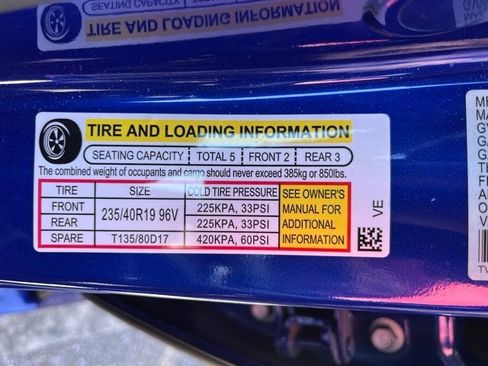 TIRE AND LOADING INFORMATION
SEATING CAPACITY
TIRE AND LOADING INFORMATION
SEATING CAPACITY TOTAL 5 FRONT 2 REAR 3
The combined weight of occupants and cargo should never exceed 385kg or 850lbs.
TIRE SIZE COLD TIRE PRESSURE
FRONT 235/40R19 96V 225KPA, 33PSI
REAR 225KPA, 33PSI
SPARE T135/80D17 420KPA, 60PSI
SEE OWNER'S
MANUAL FOR
ADDITIONAL
INFORMATION
VE